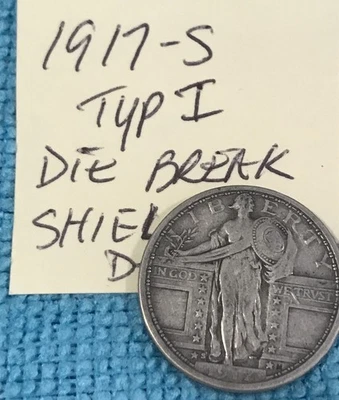 1917-S
Typ I
DIE BREAK
SHIEL
D
LIBERTY
IN GOD WE TRUST
S